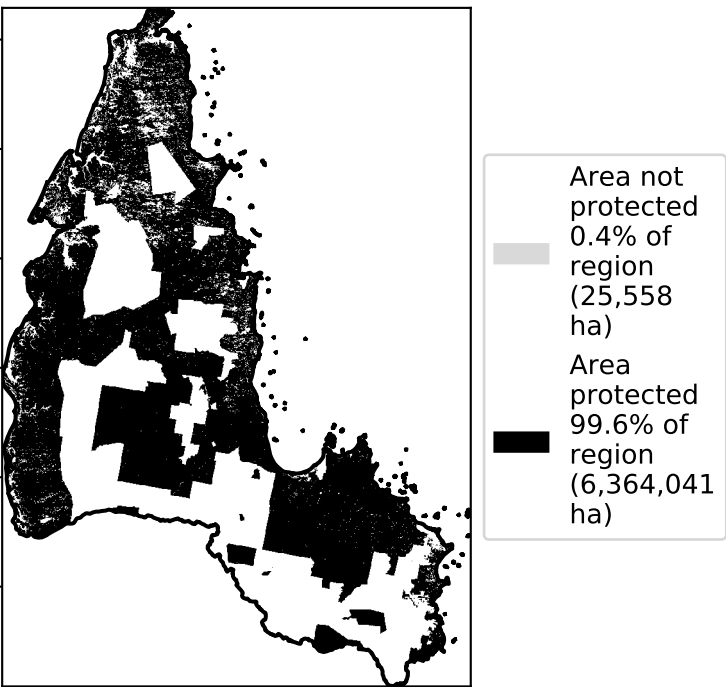 Area not
protected
0.4% of
region
(25,558
ha)
Area
protected
99.6% of
region
(6,364,041
ha)